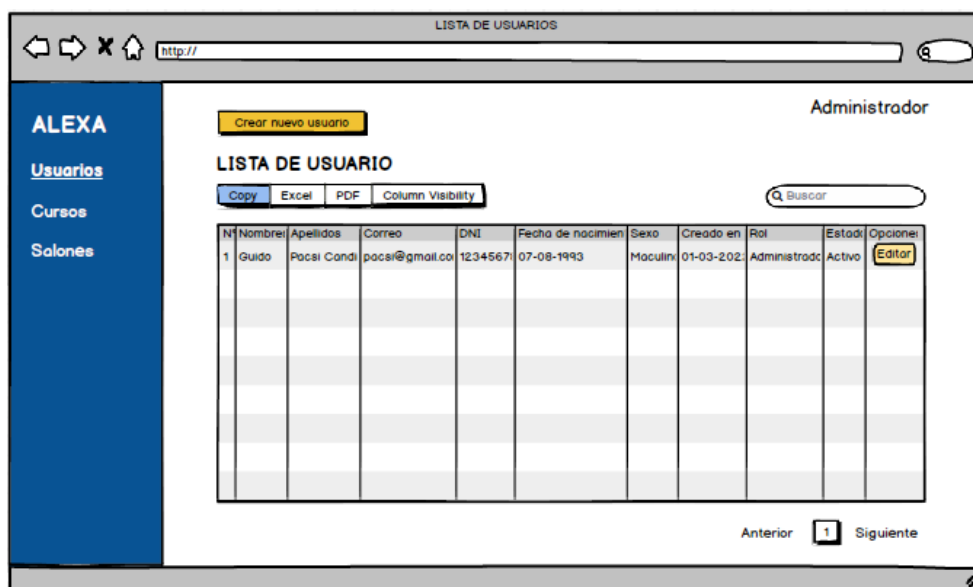 LISTA DE USUARIOS
http://
Administrador
ALEXA
Crear nuevo usuario
Usuarios
LISTA DE USUARIO
Copy Excel PDF Column Visibility
Buscar
Cursos
Salones
N° Nombre Apellidos Correo DNI Fecha de nacimien Sexo Creado en Rol Estado Opcione
1 Guido Pacsi Candi pacsi@gmail.co 1234567 07-08-1993 Maculin 01-03-202 Administrado Activo Editar
Anterior 1 Siguiente